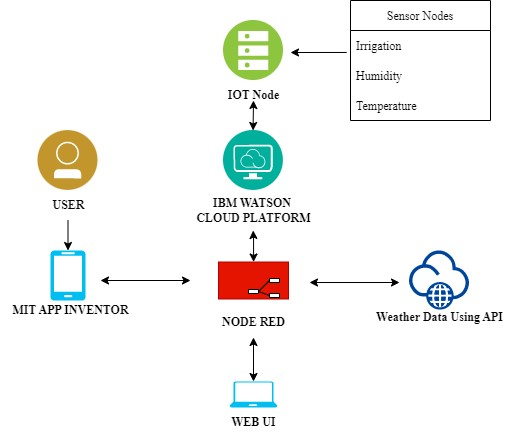 Sensor Nodes
Irrigation
Humidity
Temperature
IOT Node
IBM WATSON
CLOUD PLATFORM
USER
MIT APP INVENTOR
NODE RED
Weather Data Using API
WEB UI